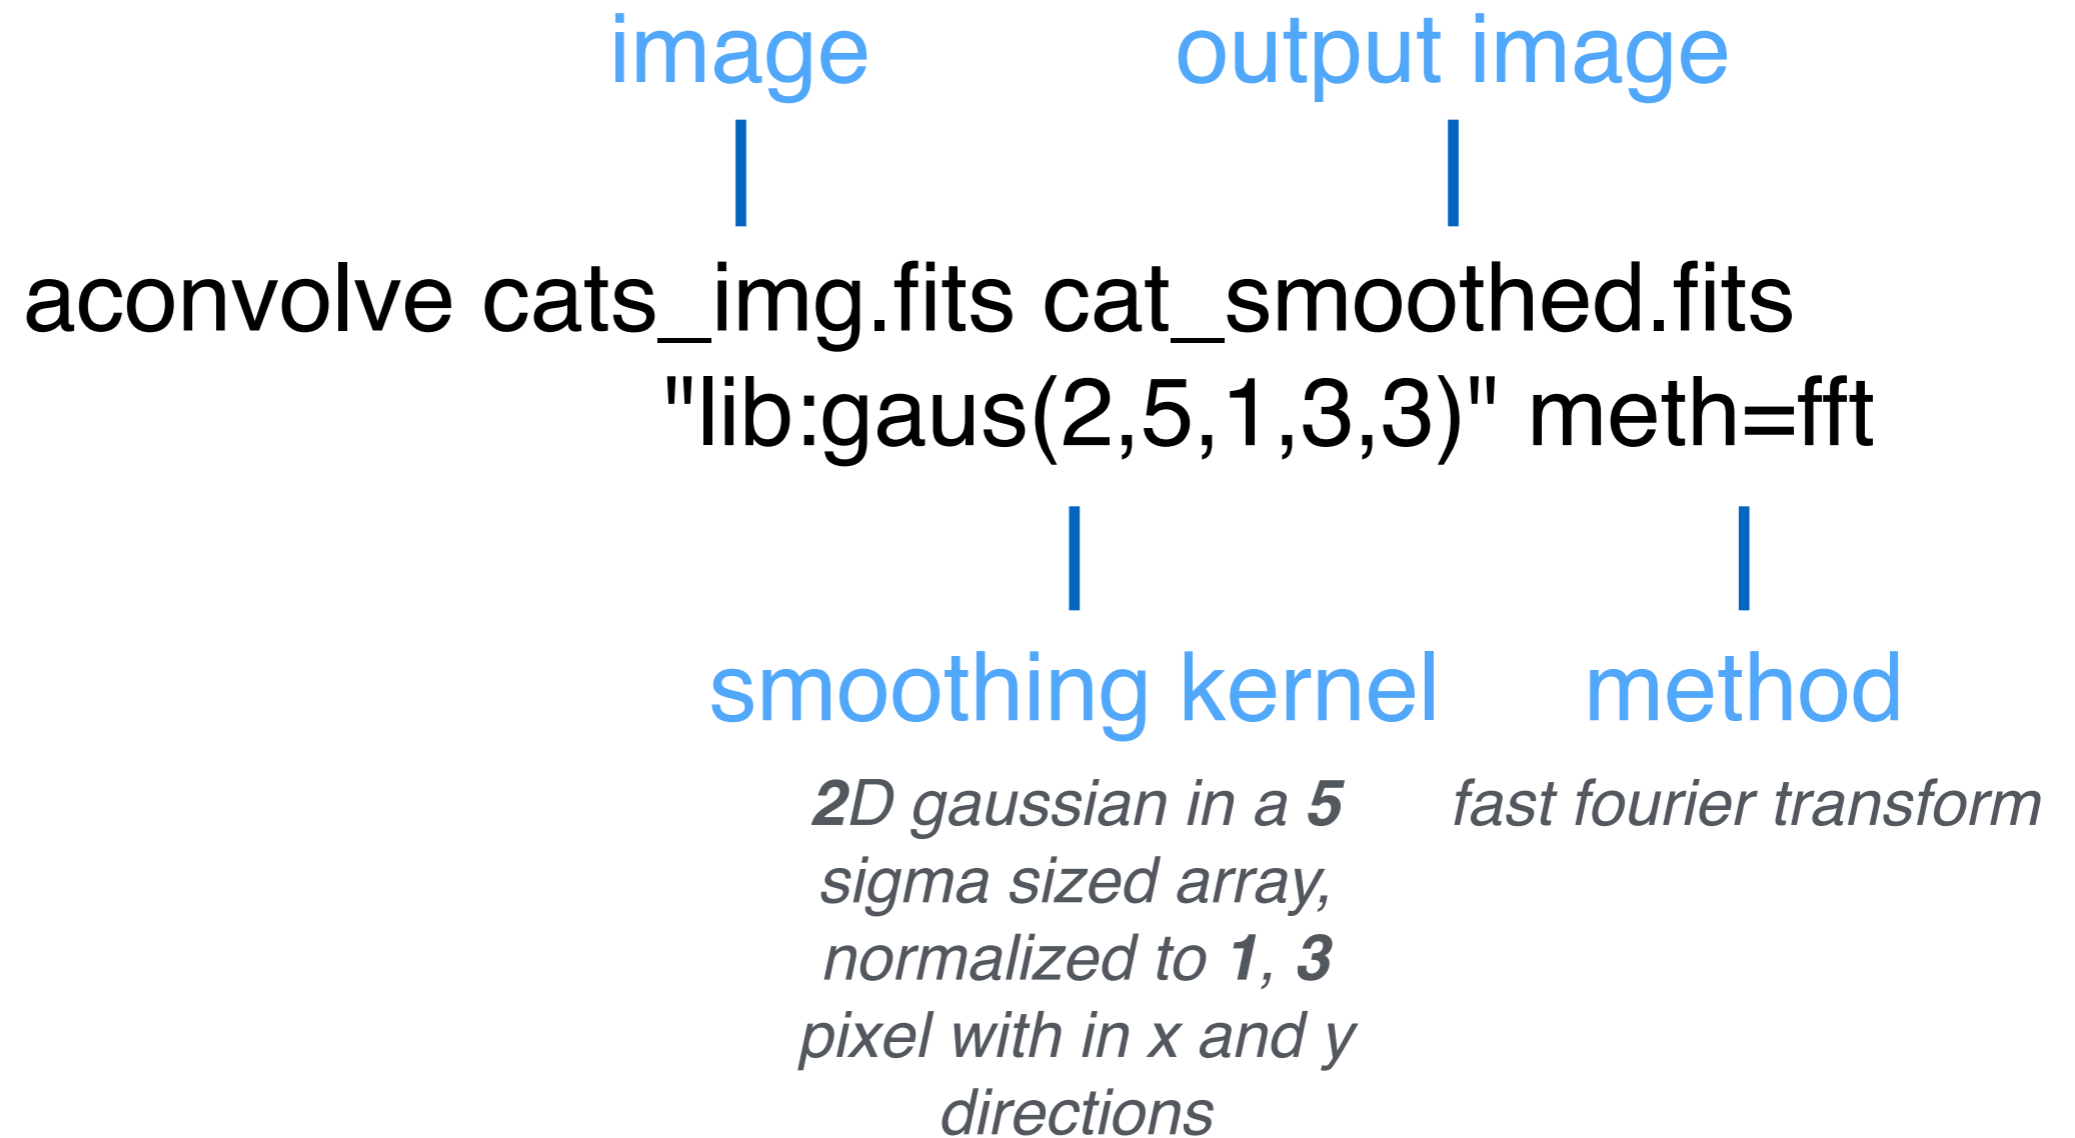 image output image
aconvolve cats_img.fits cat_smoothed.fits
"lib:gaus(2,5,1,3,3)" meth=fft
smoothing kernel method
2D gaussian in a 5 fast fourier transform
sigma sized array,
normalized to 1, 3
pixel with in x and y
directions